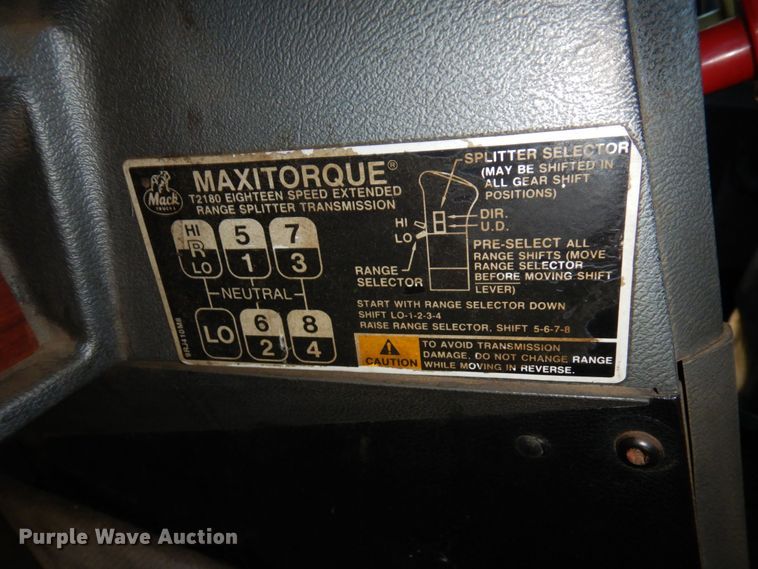 Mack
TRUCKS
MAXITORQUE®
T2180 EIGHTEEN SPEED EXTENDED
RANGE SPLITTER TRANSMISSION
HI
R
LO
5
1
7
3
NEUTRAL
LO
6
2
8
4
SPLITTER SELECTOR
(MAY BE SHIFTED IN
ALL GEAR SHIFT
POSITIONS)
HI
LO
DIR.
U.D.
RANGE
SELECTOR
PRE-SELECT ALL
RANGE SHIFTS (MOVE
RANGE SELECTOR
BEFORE MOVING SHIFT
LEVER)
START WITH RANGE SELECTOR DOWN
SHIFT LO-1-2-3-4
RAISE RANGE SELECTOR, SHIFT 5-6-7-8
CAUTION
TO AVOID TRANSMISSION
DAMAGE, DO NOT CHANGE RANGE
WHILE MOVING IN REVERSE.
Purple Wave Auction